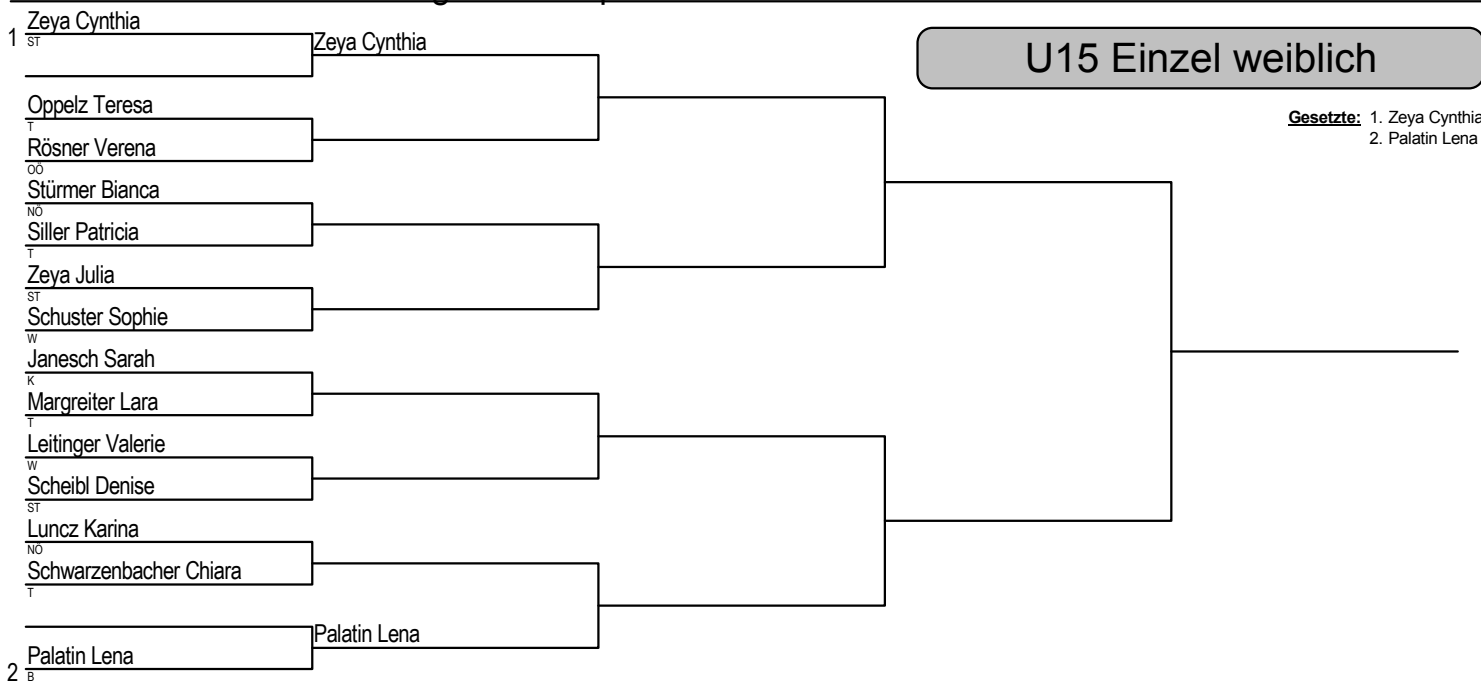 U15 Einzel weiblich
Gesetzte: 1. Zeya Cynthia
2. Palatin Lena
1 Zeya Cynthia
ST
Zeya Cynthia
Oppelz Teresa
T
Rösner Verena
OÖ
Stürmer Bianca
NÖ
Siller Patricia
T
Zeya Julia
ST
Schuster Sophie
W
Janesch Sarah
K
Margreiter Lara
T
Leitinger Valerie
W
Scheibl Denise
ST
Luncz Karina
NÖ
Schwarzenbacher Chiara
T
Palatin Lena
2 Palatin Lena
B